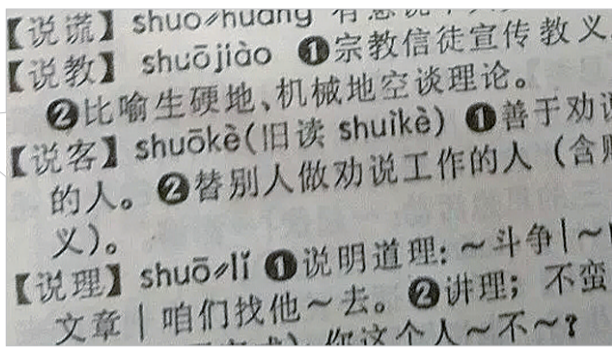 【说谎】shuō∥huǎng 有意说
【说教】shuōjiào ❶宗教信徒宣传教义
❷比喻生硬地、机械地空谈理论。
【说客】shuōkè(旧读 shuìkè) ❶善于劝说
的人。❷替别人做劝说工作的人(含贬
义)。
【说理】shuō∥lǐ ❶说明道理:~斗争|~
文章|咱们找他~去。❷讲理;不蛮
你这个人~不~?